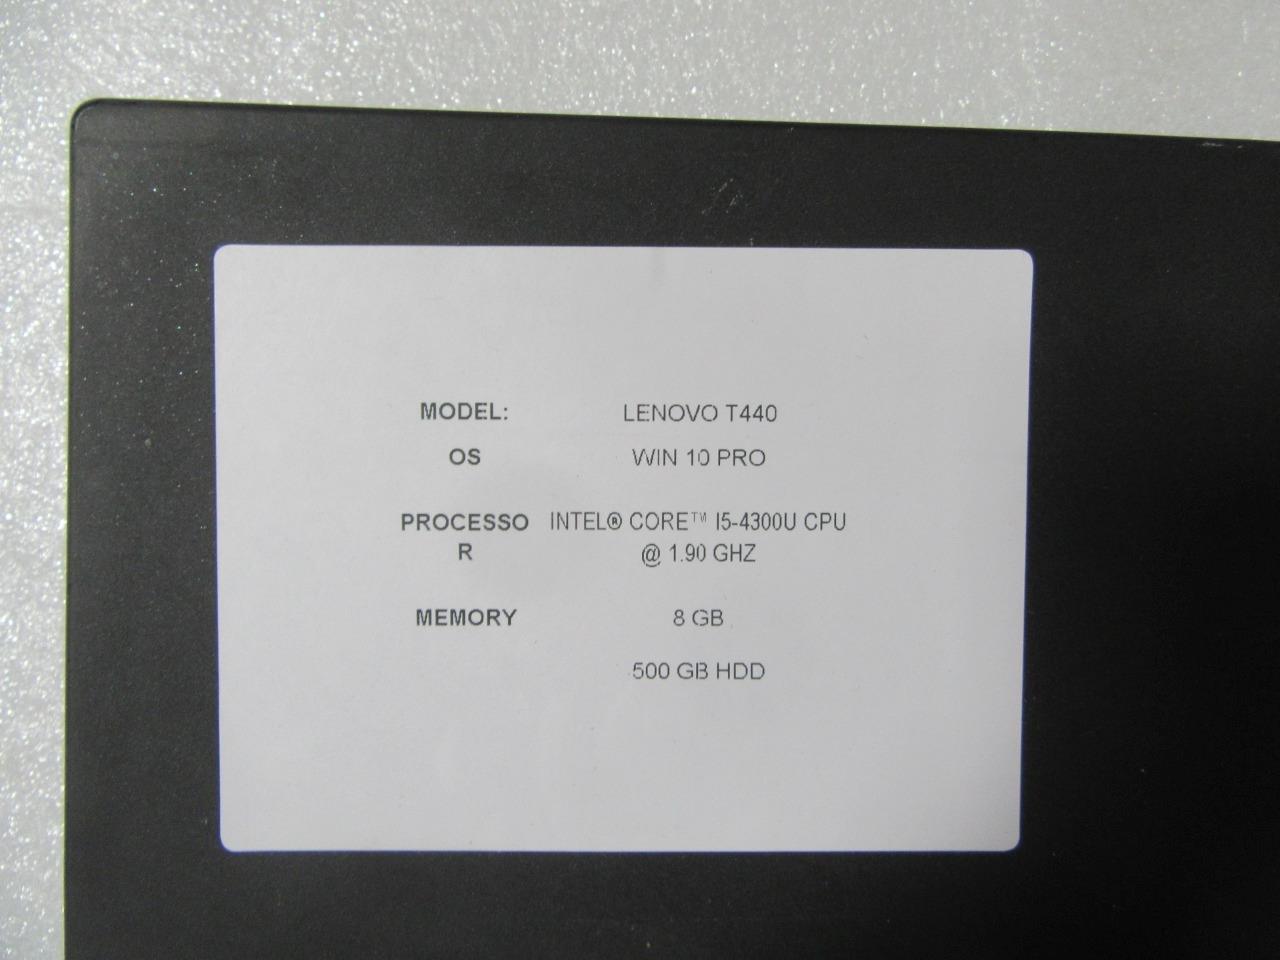 MODEL: LENOVO T440
OS WIN 10 PRO
PROCESSO INTEL® CORE™ I5-4300U CPU
R @ 1.90 GHZ
MEMORY 8 GB
500 GB HDD